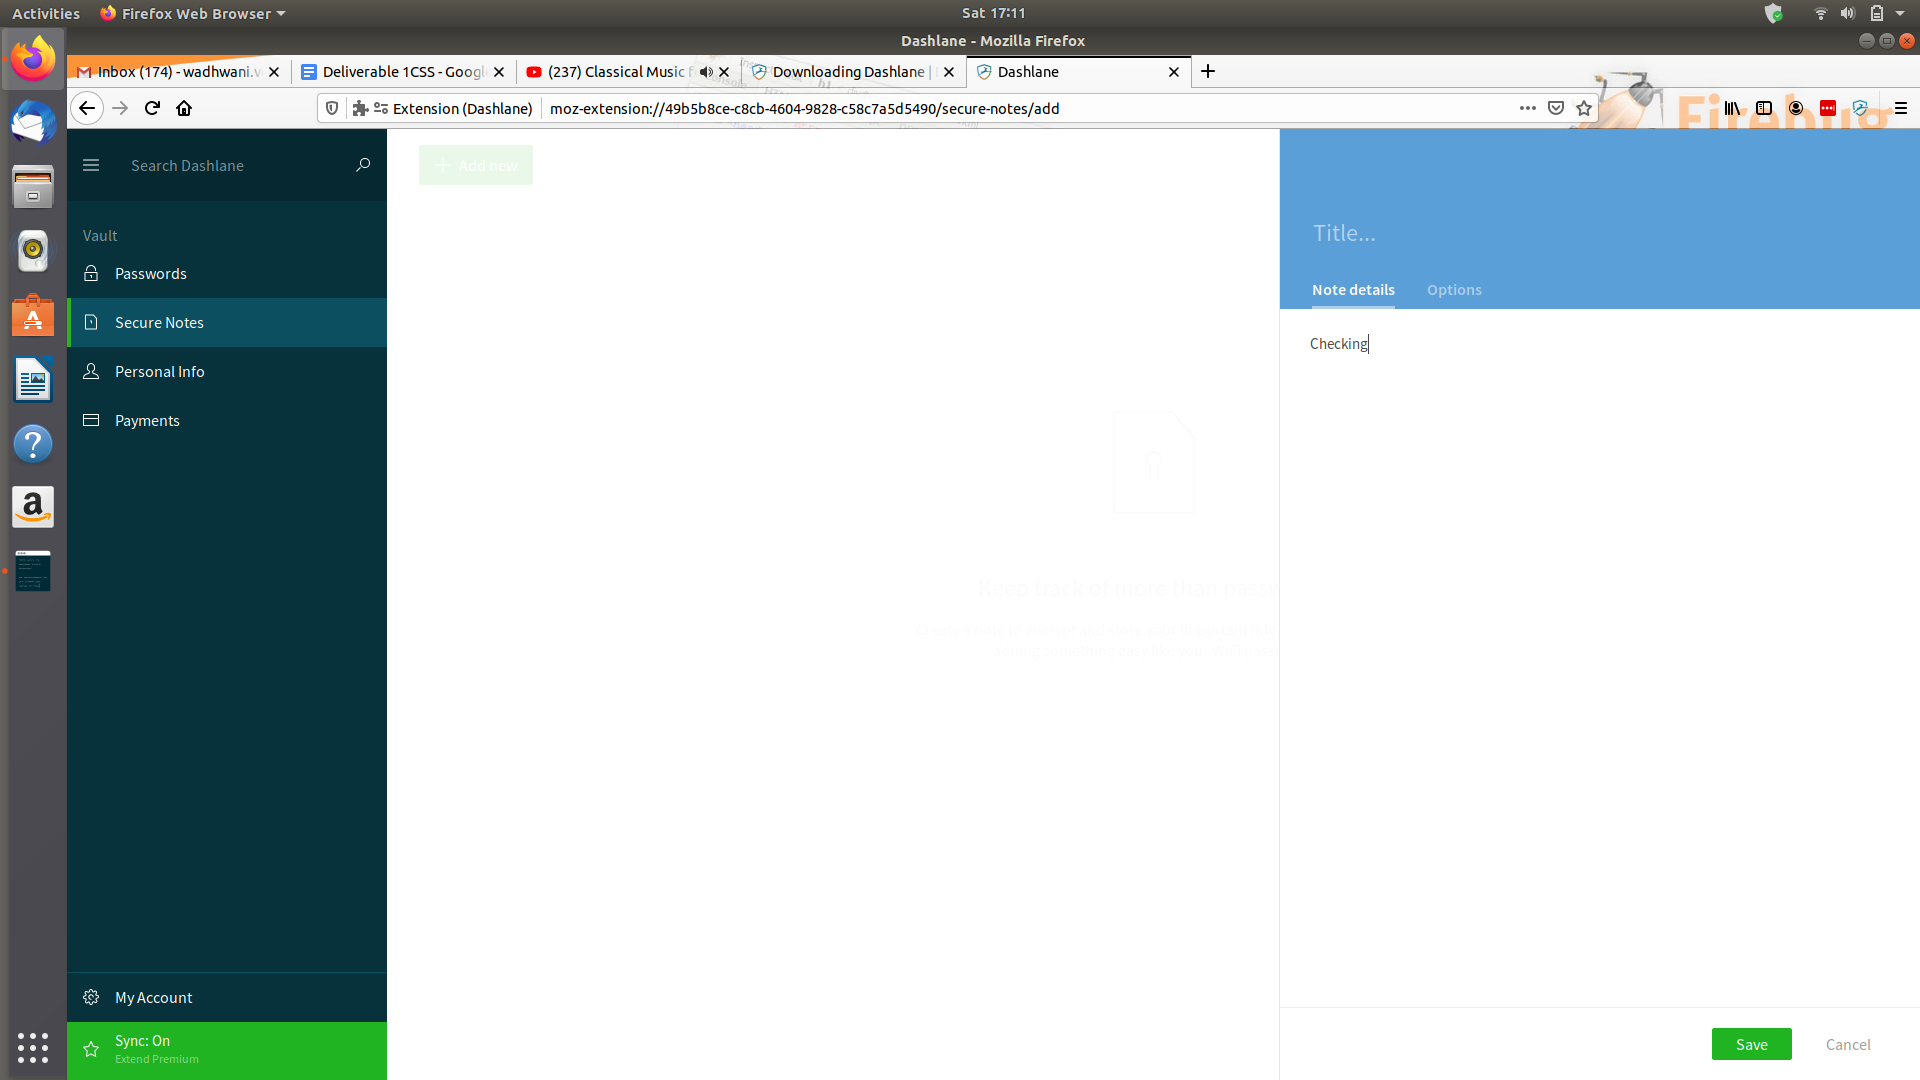 Activities
Firefox Web Browser
Sat 17:11
Dashlane - Mozilla Firefox
Inbox (174) - wadhwani.v
Deliverable 1CSS - Googl
(237) Classical Music f
Downloading Dashlane |
Dashlane
Extension (Dashlane)
moz-extension://49b5b8ce-c8cb-4604-9828-c58c7a5d5490/secure-notes/add
Firebug
Search Dashlane
Add new
Vault
Passwords
Secure Notes
Personal Info
Payments
Title...
Note details
Options
Checking
Keep track of more than passw
My Account
Sync: On
Extend Premium
Save
Cancel